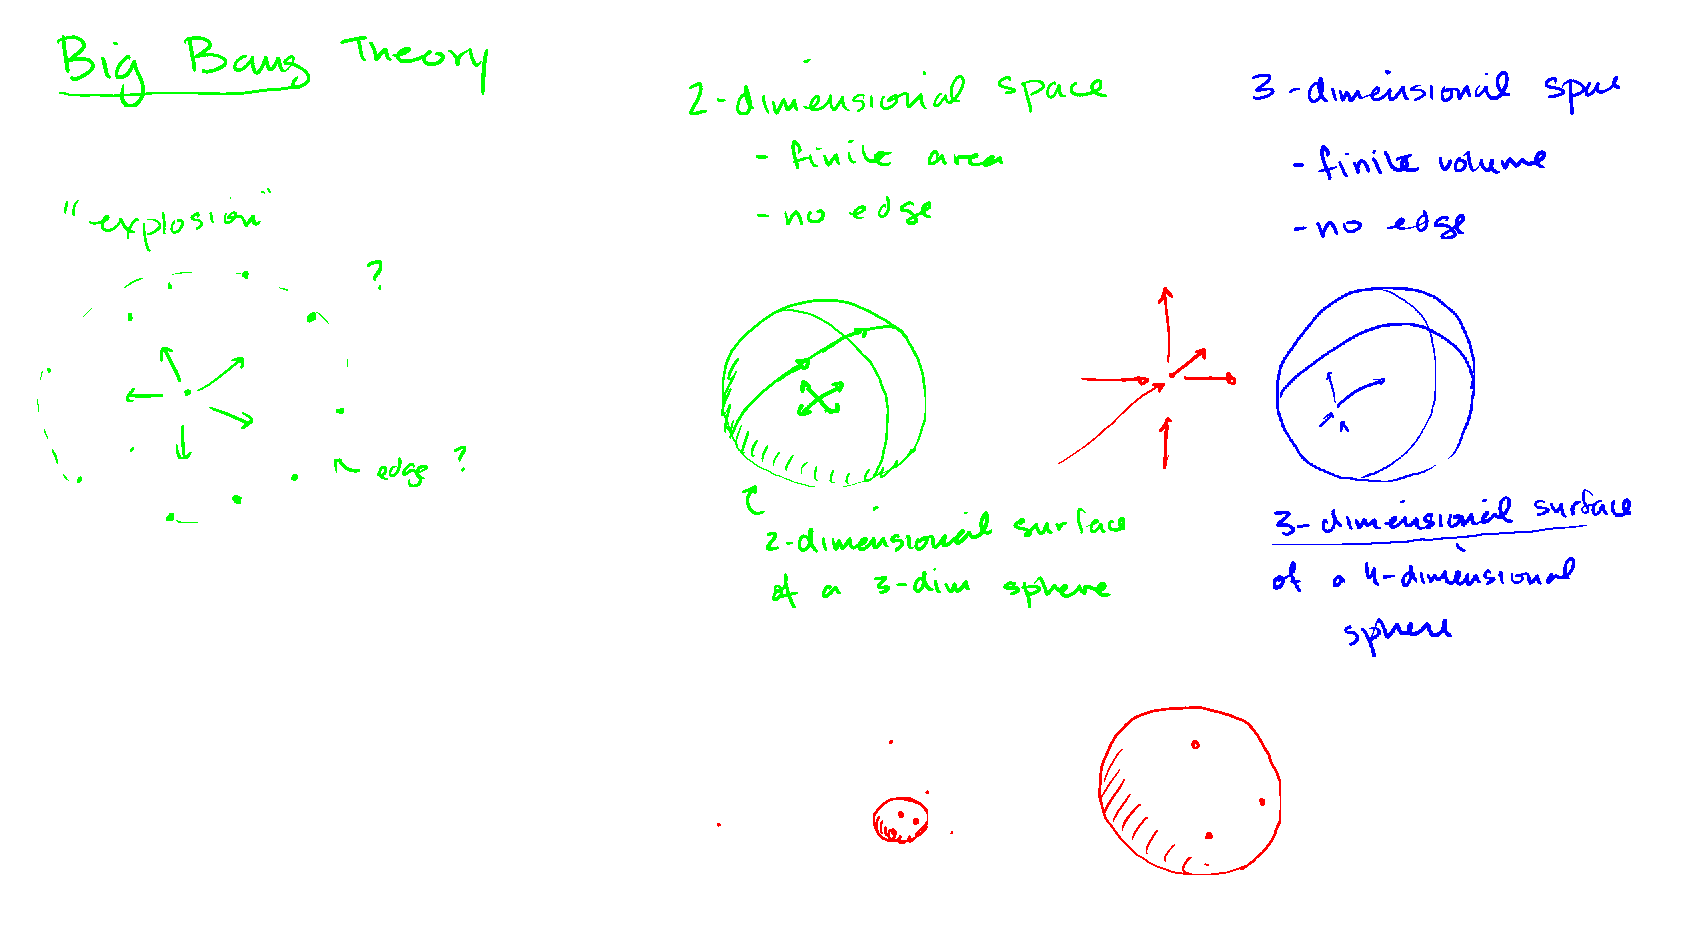 Big Bang Theory
"explosion"
?
edge ?
2-dimensional space
- finite area
- no edge
2-dimensional surface
of a 3-dim sphere
3-dimensional space
- finite volume
- no edge
3-dimensional surface
of a 4-dimensional
sphere